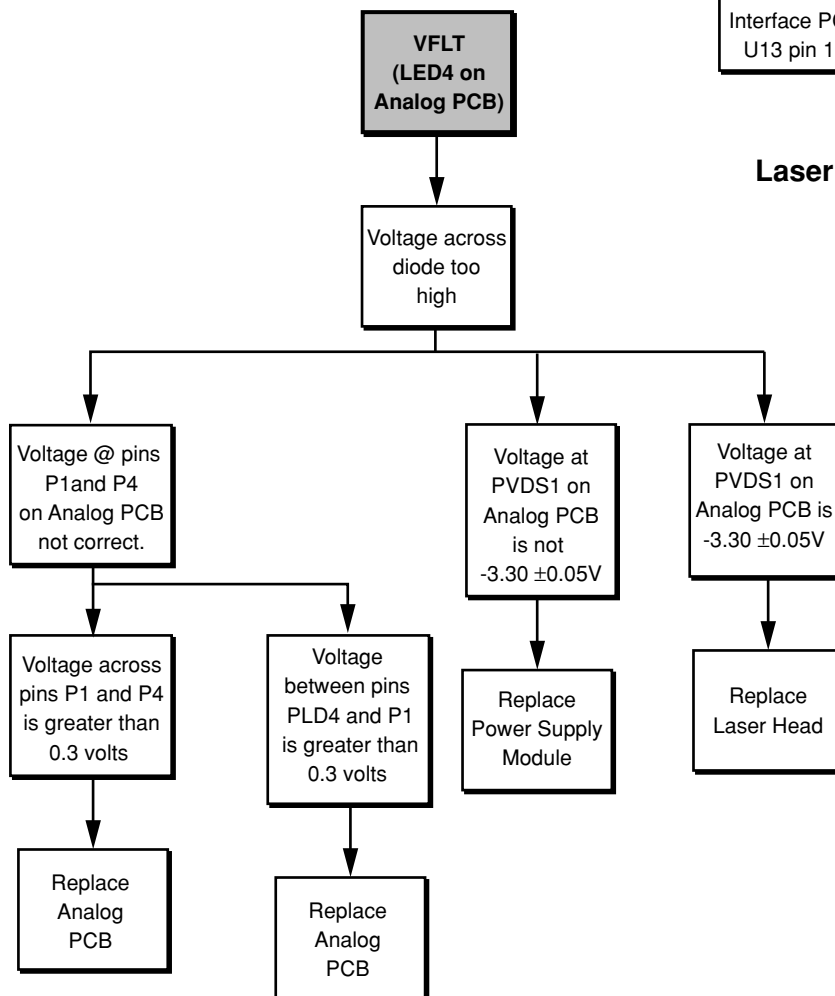 VFLT
(LED4 on
Analog PCB)
Interface PC
U13 pin 1
Laser
Voltage across
diode too
high
Voltage @ pins
P1and P4
on Analog PCB
not correct.
Voltage at
PVDS1 on
Analog PCB
is not
-3.30 ±0.05V
Voltage at
PVDS1 on
Analog PCB is
-3.30 ±0.05V
Voltage across
pins P1 and P4
is greater than
0.3 volts
Voltage
between pins
PLD4 and P1
is greater than
0.3 volts
Replace
Power Supply
Module
Replace
Laser Head
Replace
Analog
PCB
Replace
Analog
PCB